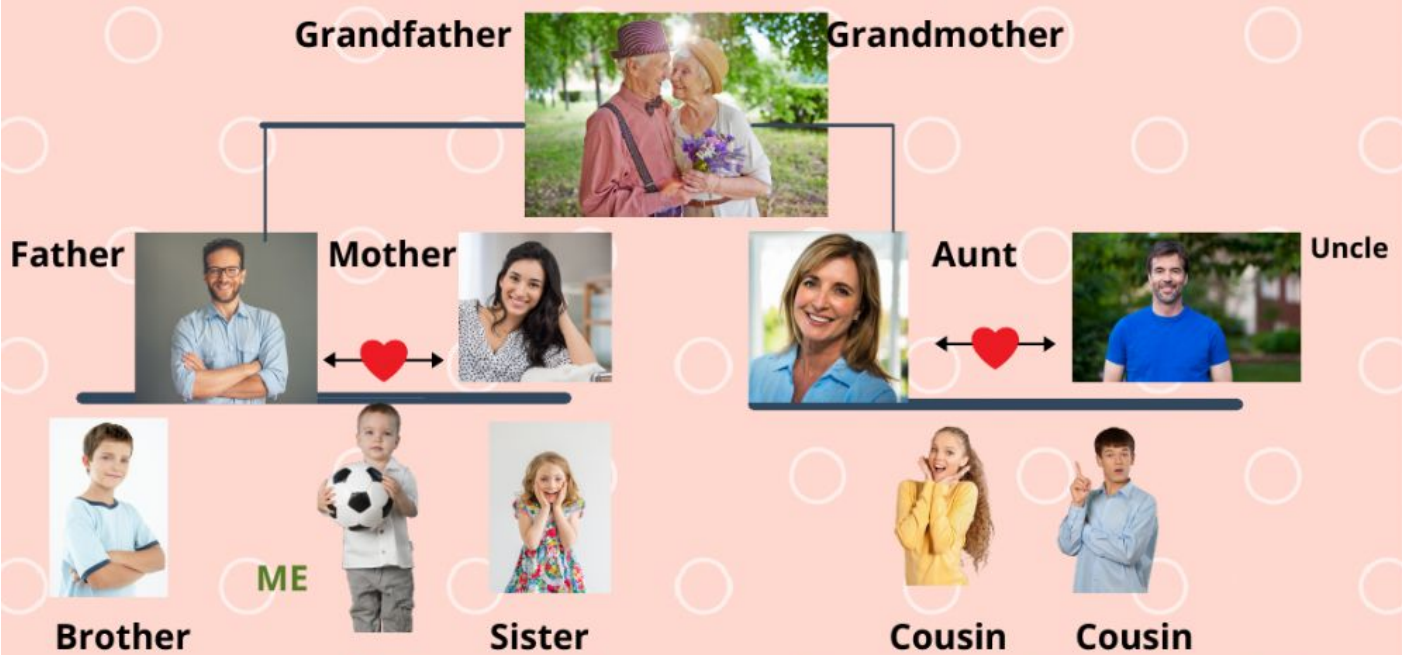 Grandfather
Grandmother
Father
Mother
Aunt
Uncle
ME
Brother
Sister
Cousin
Cousin